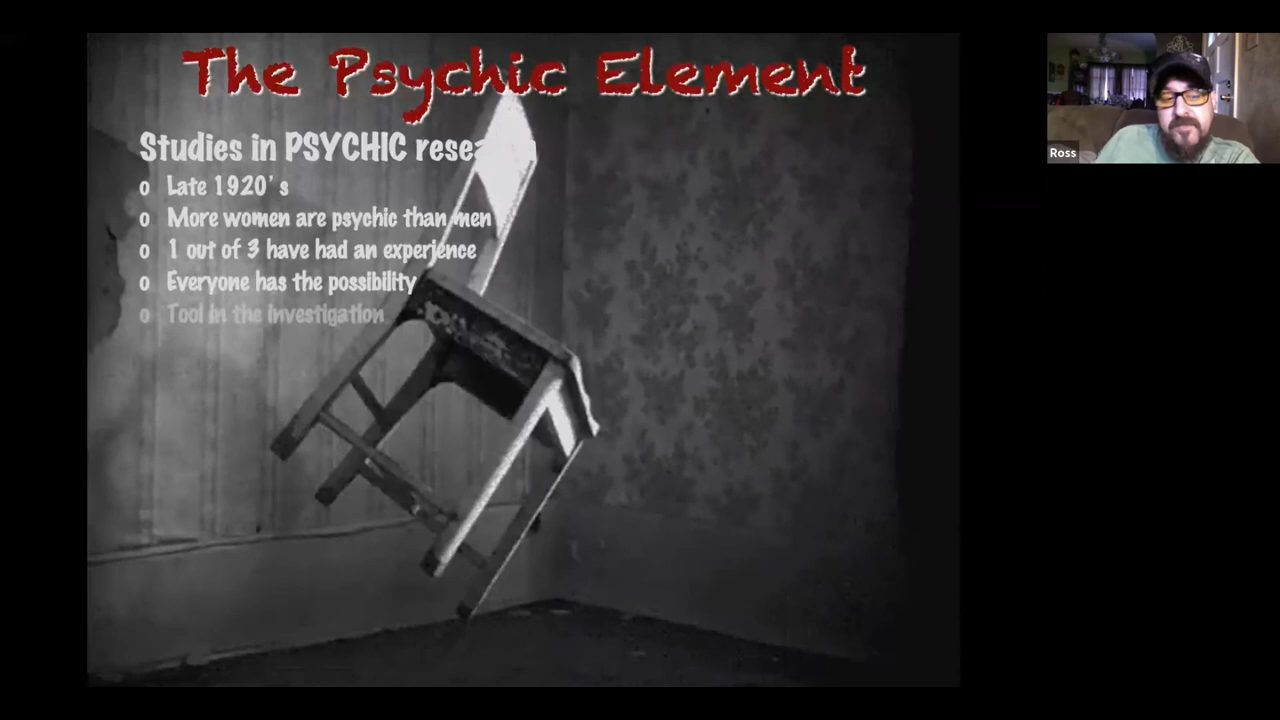 The Psychic Element
Studies in PSYCHIC
o Late 1920's
o More women are psychic than men
o 1 out of 3 have had an experience
o Everyone has the possibility
o Tool in the investigation
Ross